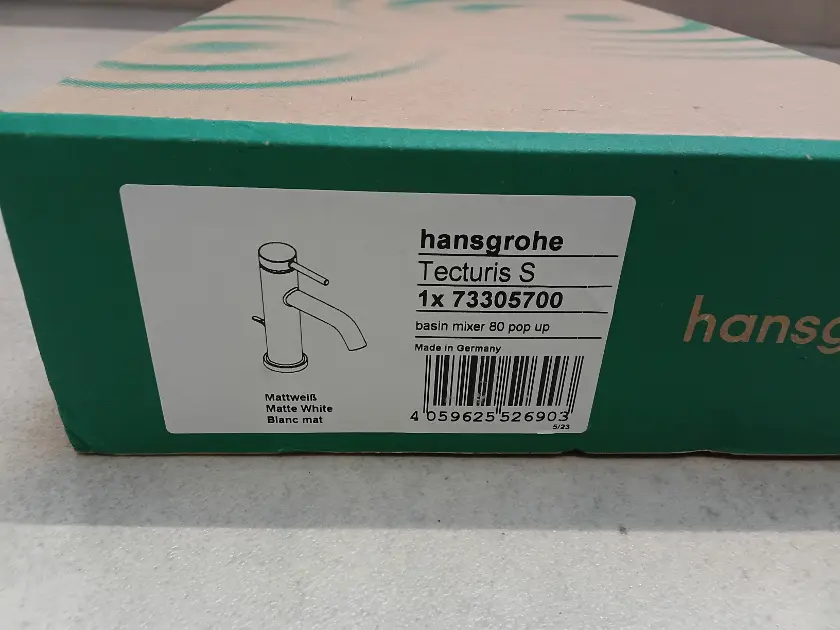 hansgrohe
Tecturis S
1x 73305700
basin mixer 80 pop up
Made in Germany
4 059625 526903
5/23
Mattweiß
Matte White
Blanc mat
hansg